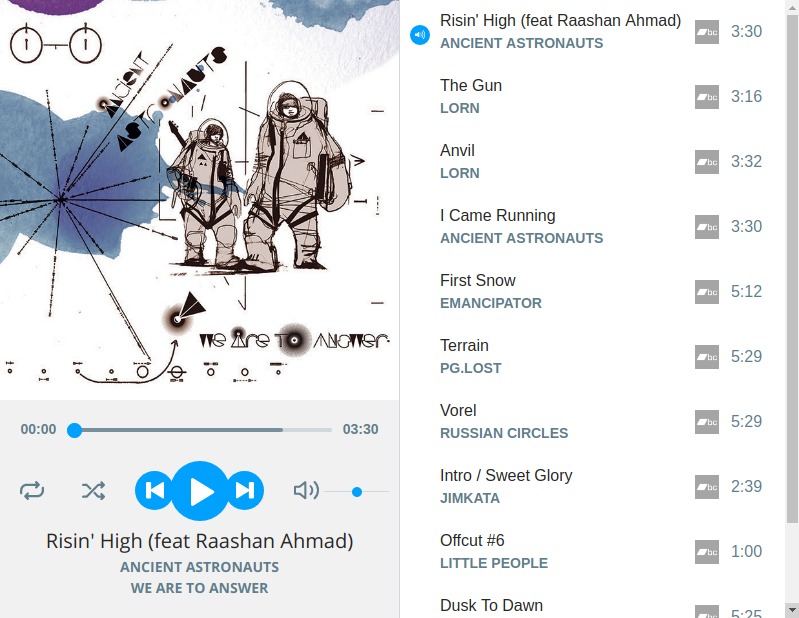 ANCIENT
ASTRONAUTS
WE ARE TO ANSWER
00:00
03:30
Risin' High (feat Raashan Ahmad)
ANCIENT ASTRONAUTS
WE ARE TO ANSWER
Risin' High (feat Raashan Ahmad)
ANCIENT ASTRONAUTS
bc
3:30
The Gun
LORN
bc
3:16
Anvil
LORN
bc
3:32
I Came Running
ANCIENT ASTRONAUTS
bc
3:30
First Snow
EMANCIPATOR
bc
5:12
Terrain
PG.LOST
bc
5:29
Vorel
RUSSIAN CIRCLES
bc
5:29
Intro / Sweet Glory
JIMKATA
bc
2:39
Offcut #6
LITTLE PEOPLE
bc
1:00
Dusk To Dawn
bc
5:25